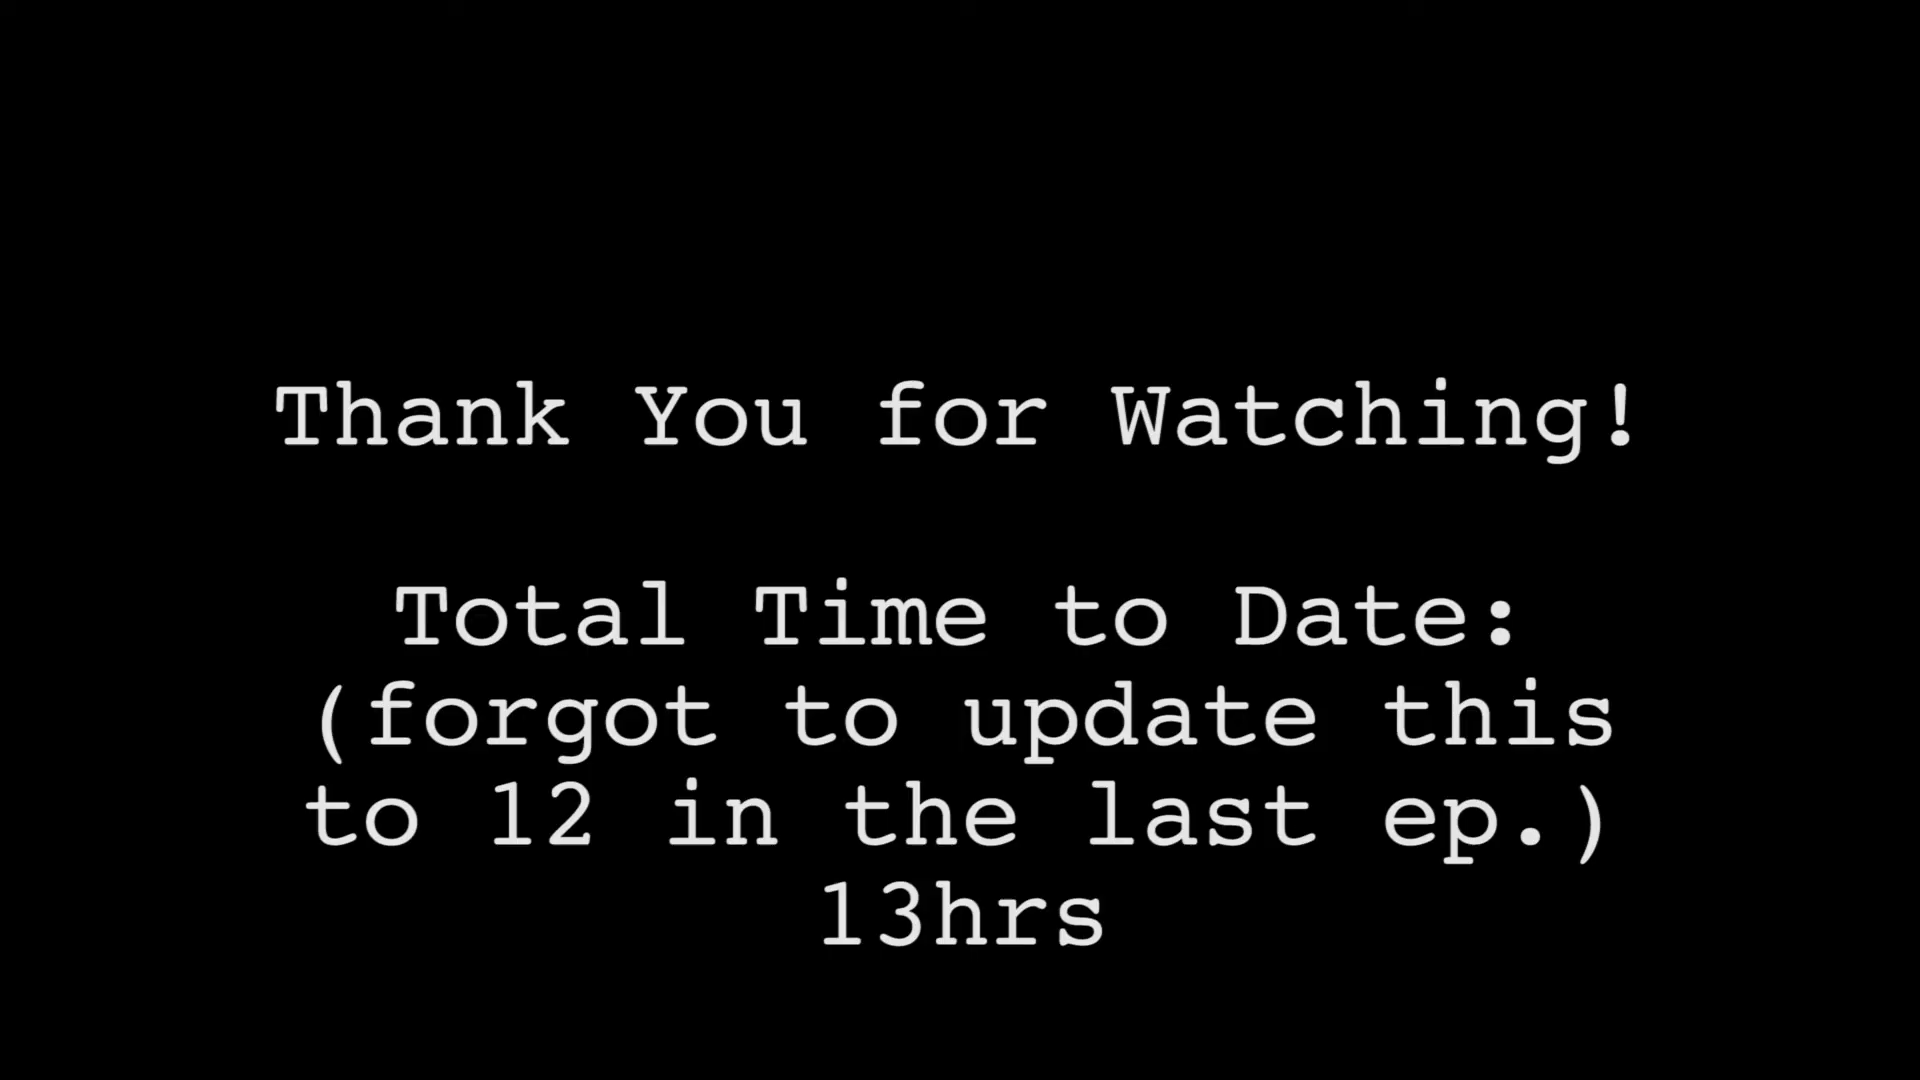 Thank You for Watching!
Total Time to Date:
(forgot to update this
to 12 in the last ep.)
13hrs